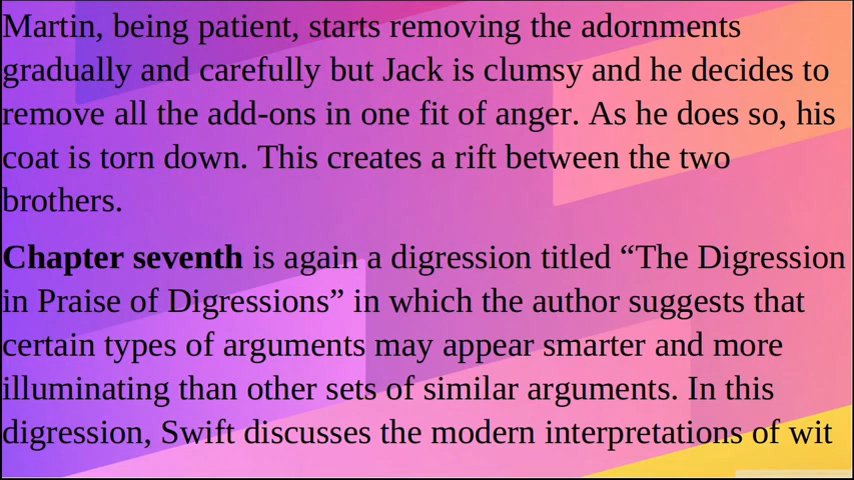 Martin, being patient, starts removing the adornments
gradually and carefully but Jack is clumsy and he decides to
remove all the add-ons in one fit of anger. As he does so, his
coat is torn down. This creates a rift between the two
brothers.
Chapter seventh is again a digression titled “The Digression
in Praise of Digressions” in which the author suggests that
certain types of arguments may appear smarter and more
illuminating than other sets of similar arguments. In this
digression, Swift discusses the modern interpretations of wit